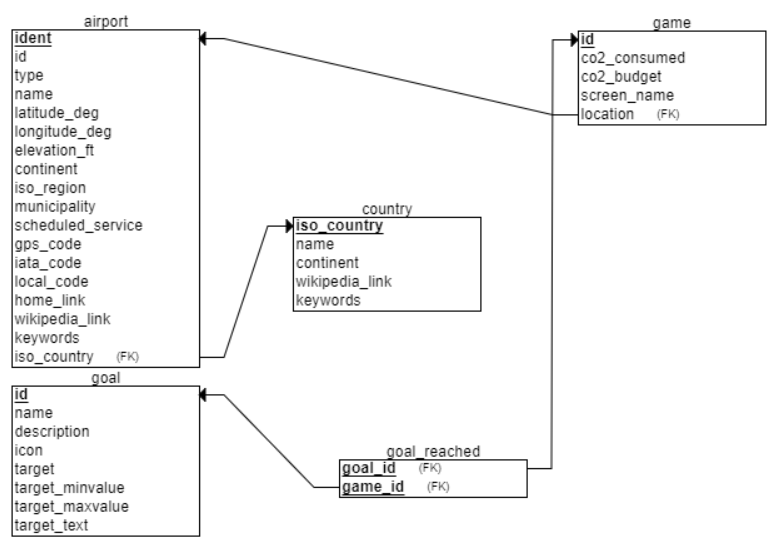 airport
ident
id
type
name
latitude_deg
longitude_deg
elevation_ft
continent
iso_region
municipality
scheduled_service
gps_code
iata_code
local_code
home_link
wikipedia_link
keywords
iso_country (FK)
game
id
co2_consumed
co2_budget
screen_name
location (FK)
country
iso_country
name
continent
wikipedia_link
keywords
goal
id
name
description
icon
target
target_minvalue
target_maxvalue
target_text
goal_reached
goal_id (FK)
game_id (FK)